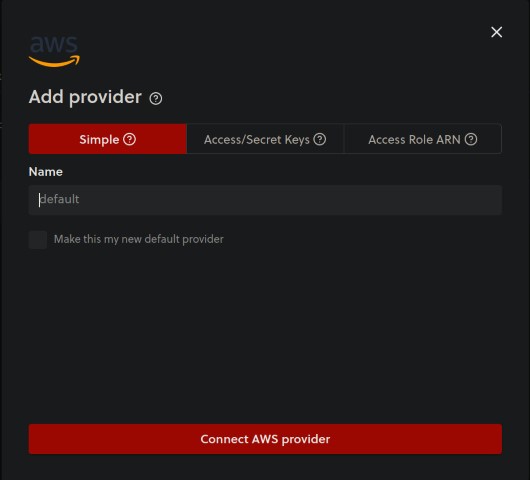 aws
Add provider ?
Simple ? Access/Secret Keys ? Access Role ARN ?
Name
default
Make this my new default provider
Connect AWS provider